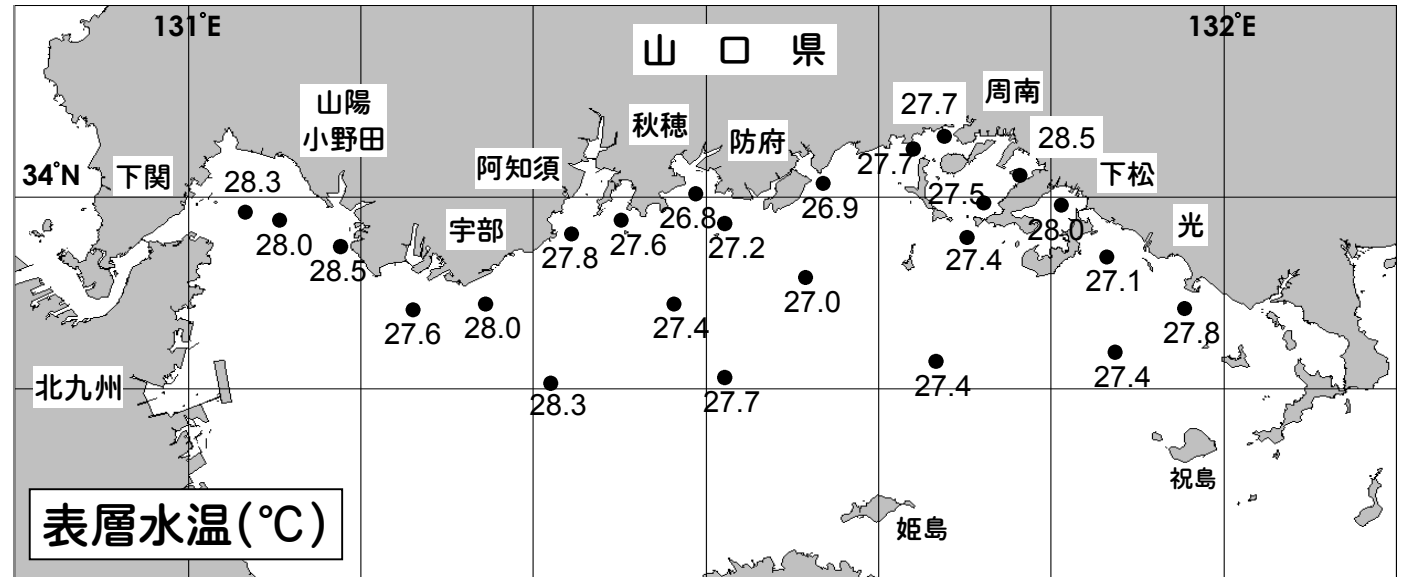 131°E
132°E
山 口 県
27.7
周南
山陽
小野田
秋穂
防府
27.7
28.5
阿知須
34°N
下関
28.3
27.5
下松
28.0
28.5
宇部
27.8
27.6
26.8
27.2
26.9
27.4
28.0
光
27.1
27.6
28.0
27.4
27.0
27.8
北九州
28.3
27.7
27.4
27.4
祝島
表層水温(℃)
姫島